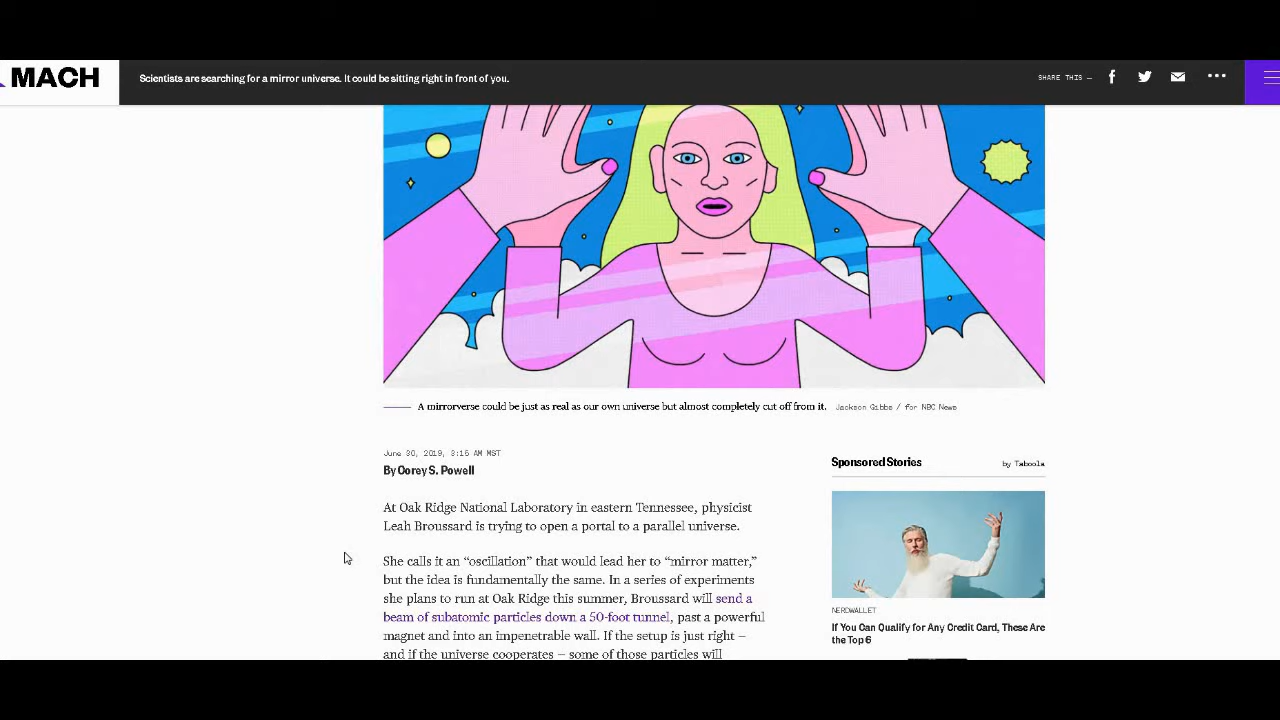 MACH
Scientists are searching for a mirror universe. It could be sitting right in front of you.
SHARE THIS —
A mirrorverse could be just as real as our own universe but almost completely cut off from it. Jackson Gibbs / for NBC News
June 30, 2019, 3:15 AM MST
By Corey S. Powell
Sponsored Stories
by Taboola
At Oak Ridge National Laboratory in eastern Tennessee, physicist
Leah Broussard is trying to open a portal to a parallel universe.
She calls it an “oscillation” that would lead her to “mirror matter,”
but the idea is fundamentally the same. In a series of experiments
she plans to run at Oak Ridge this summer, Broussard will send a
beam of subatomic particles down a 50-foot tunnel, past a powerful
magnet and into an impenetrable wall. If the setup is just right —
and if the universe cooperates — some of those particles will
NERDWALLET
If You Can Qualify for Any Credit Card, These Are
the Top 6